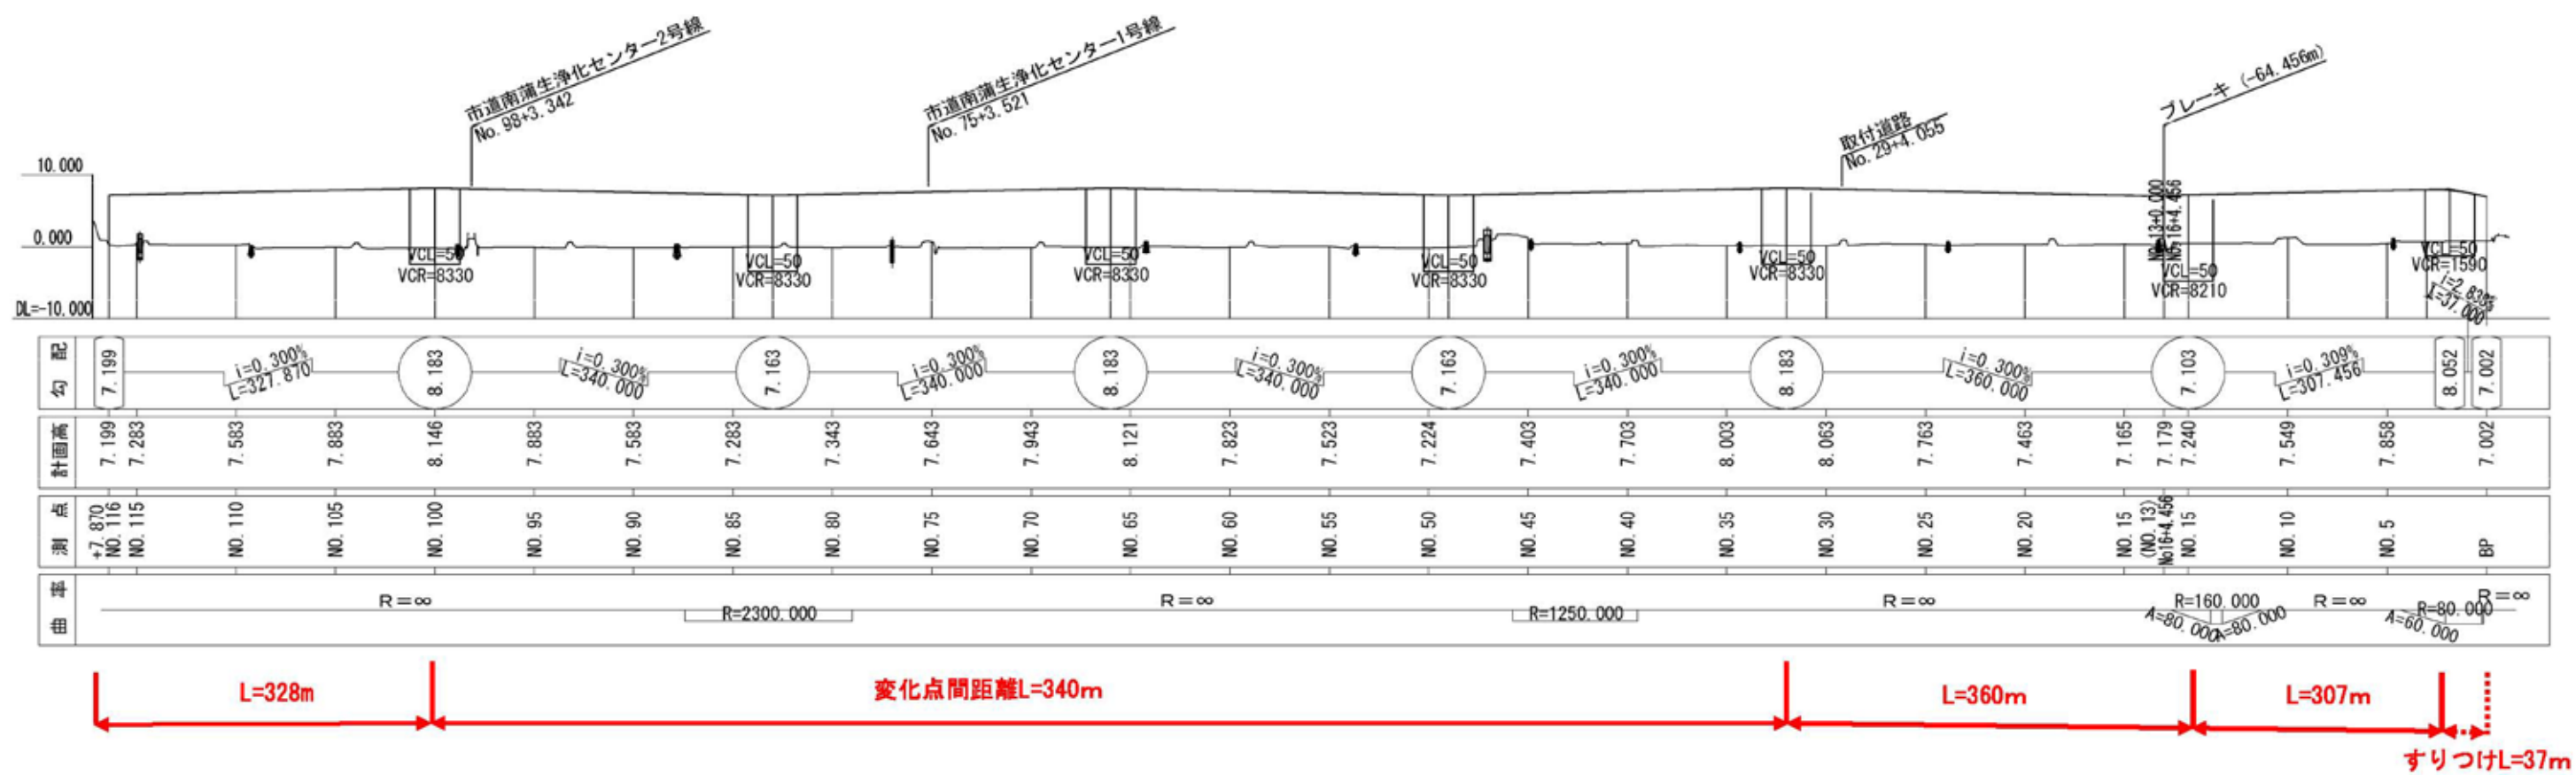 市道南蒲生浄化センター2号線
No. 98+3. 342
市道南蒲生浄化センター1号線
No. 75+3. 521
取付道路
No. 29+4. 055
ブレーキ (-64. 456m)
10. 000
0. 000
DL=-10. 000
NO. 13+0. 000
No. 16+4. 456
VCL=50
VCR=8330
VCL=50
VCR=8330
VCL=50
VCR=8330
VCL=50
VCR=8330
VCL=50
VCR=8330
VCL=50
VCR=8210
VCL=50
VCR=1590
i=2. 838%
L=37. 000
勾 配
7. 199
i=0. 300%
L=327. 870
8. 183
i=0. 300%
L=340. 000
7. 163
i=0. 300%
L=340. 000
8. 183
i=0. 300%
L=340. 000
7. 163
i=0. 300%
L=340. 000
8. 183
i=0. 300%
L=360. 000
7. 103
i=0. 309%
L=307. 456
8. 052
7. 002
計画高
7. 199
7. 283
7. 583
7. 883
8. 146
7. 883
7. 583
7. 283
7. 343
7. 643
7. 943
8. 121
7. 823
7. 523
7. 224
7. 403
7. 703
8. 003
8. 063
7. 763
7. 463
7. 165
7. 179
7. 240
7. 549
7. 858
7. 002
測 点
+7. 870
NO. 116
NO. 115
NO. 110
NO. 105
NO. 100
NO. 95
NO. 90
NO. 85
NO. 80
NO. 75
NO. 70
NO. 65
NO. 60
NO. 55
NO. 50
NO. 45
NO. 40
NO. 35
NO. 30
NO. 25
NO. 20
NO. 15
(NO. 13)
No16+4. 456
NO. 15
NO. 10
NO. 5
BP
曲 率
R=∞
R=2300. 000
R=∞
R=1250. 000
R=∞
A=80. 000
R=160. 000
A=80. 000
R=∞
A=60. 000
R=80. 000
R=∞
L=328m
変化点間距離L=340m
L=360m
L=307m
すりつけL=37m